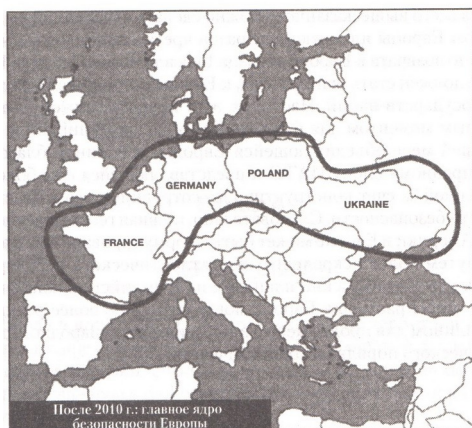 POLAND
GERMANY
UKRAINE
FRANCE
После 2010 г.: главное ядро
безопасности Европы